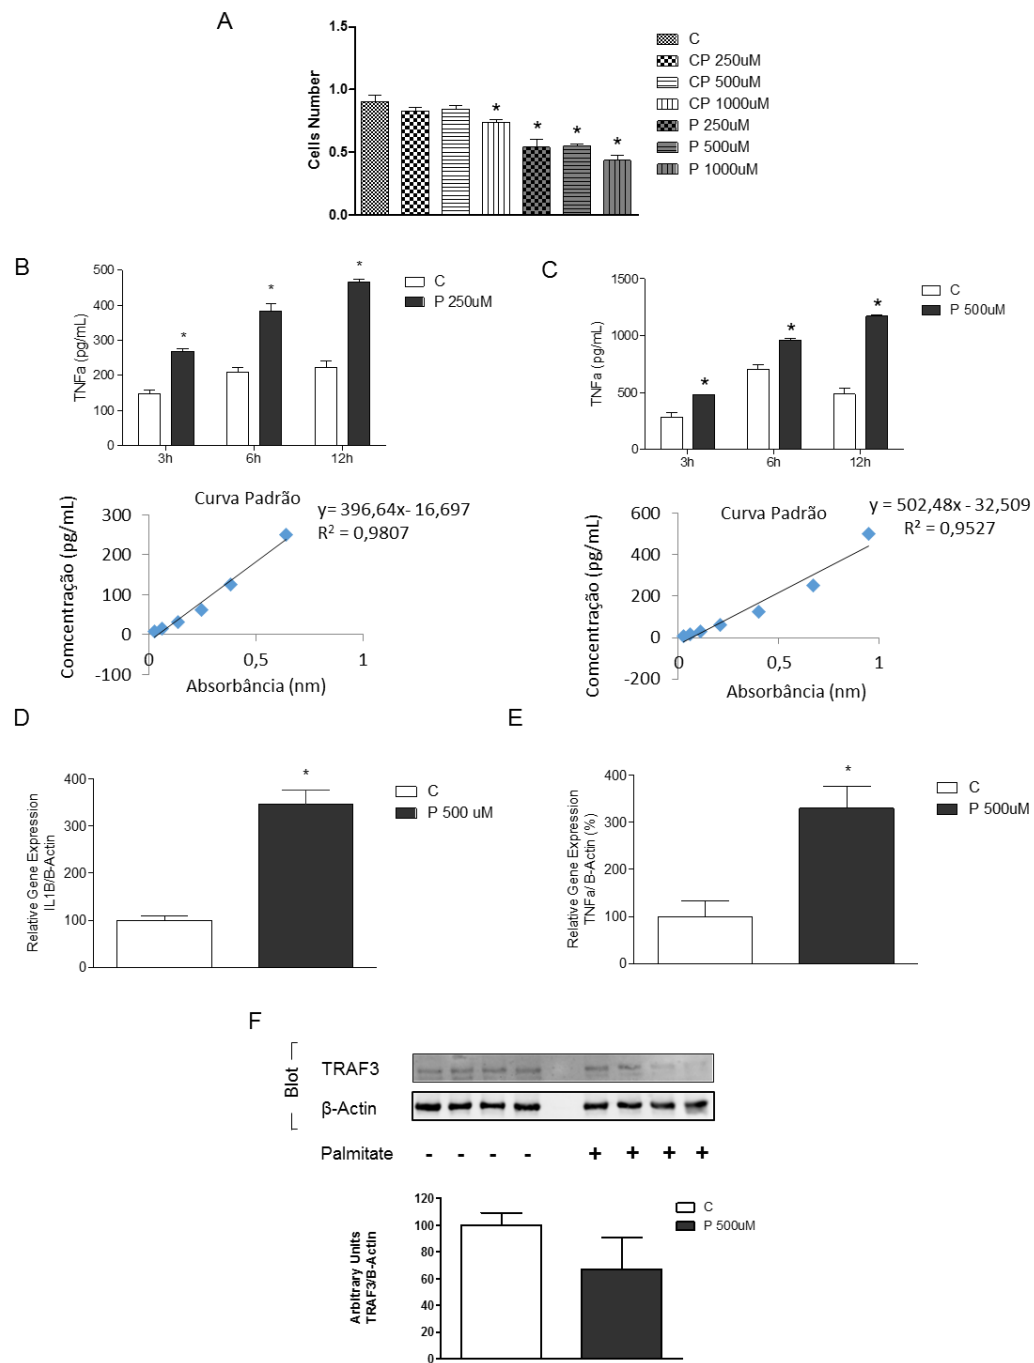 A
1.5
1.0
0.5
0.0
Cells Number
*
*
*
*
C
CP 250uM
CP 500uM
CP 1000uM
P 250uM
P 500uM
P 1000uM
B
500
400
300
200
100
0
TNFa (pg/mL)
*
*
*
3h
6h
12h
C
P 250uM
C
1500
1000
500
0
TNFa (pg/mL)
*
*
*
3h
6h
12h
C
P 500uM
Curva Padrão
y= 396,64x- 16,697
R² = 0,9807
300
200
100
0
-100
Comcentração (pg/mL)
0
0,5
1
Absorbância (nm)
Curva Padrão
y = 502,48x - 32,509
R² = 0,9527
600
400
200
0
-200
Comcentração (pg/mL)
0
0,5
1
Absorbância (nm)
D
400
300
200
100
0
Relative Gene Expression
IL1B/B-Actin
*
C
P 500 uM
E
400
300
200
100
0
Relative Gene Expression
TNFa/ B-Actin (%)
*
C
P 500uM
F
Blot
TRAF3
β-Actin
Palmitate - - - - + + + +
120
100
80
60
40
20
0
Arbitrary Units
TRAF3/B-Actin
C
P 500uM